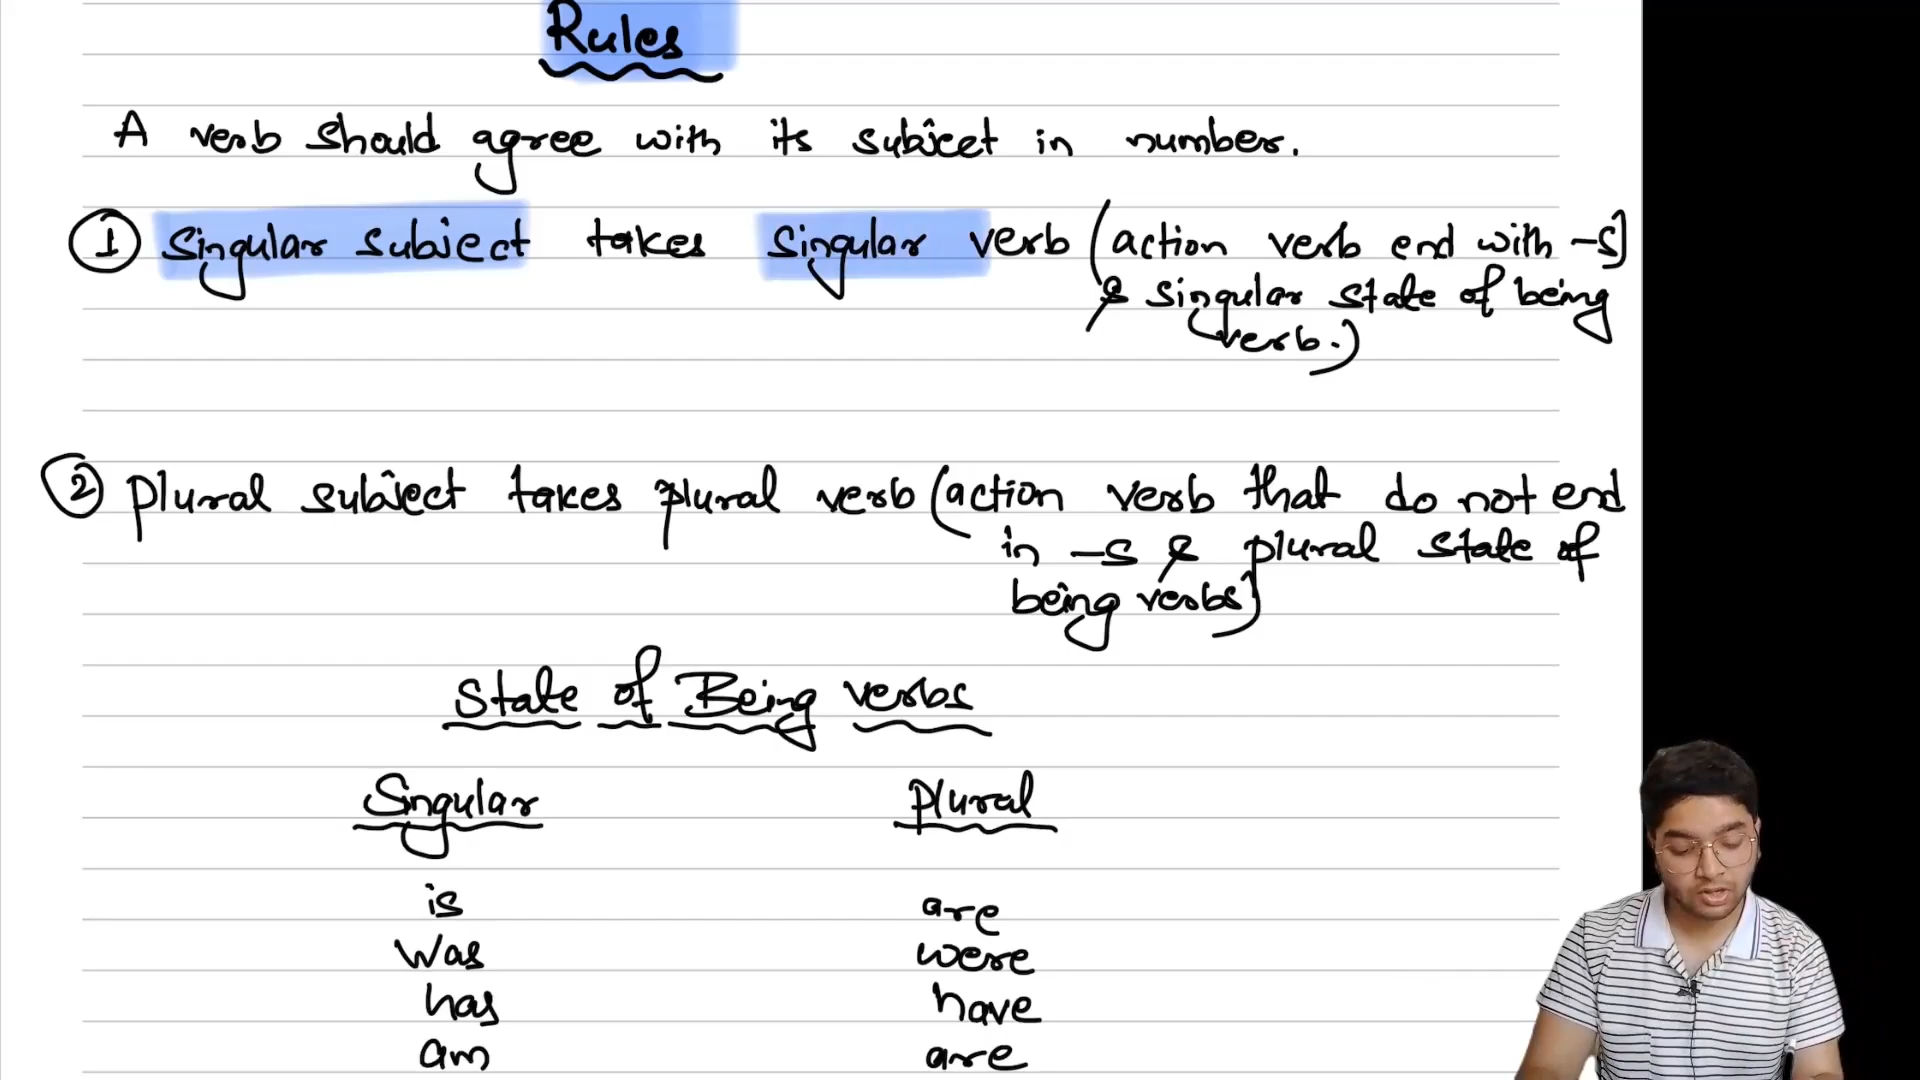 Rules
A verb should agree with its subject in number.
① Singular subject takes singular verb (action verb end with -s)
& singular state of being
verb.)
② plural subject takes plural verb (action verb that do not end
in -s & plural state of
being verbs)
State of Being verbs
Singular Plural
is are
was were
has have
am are